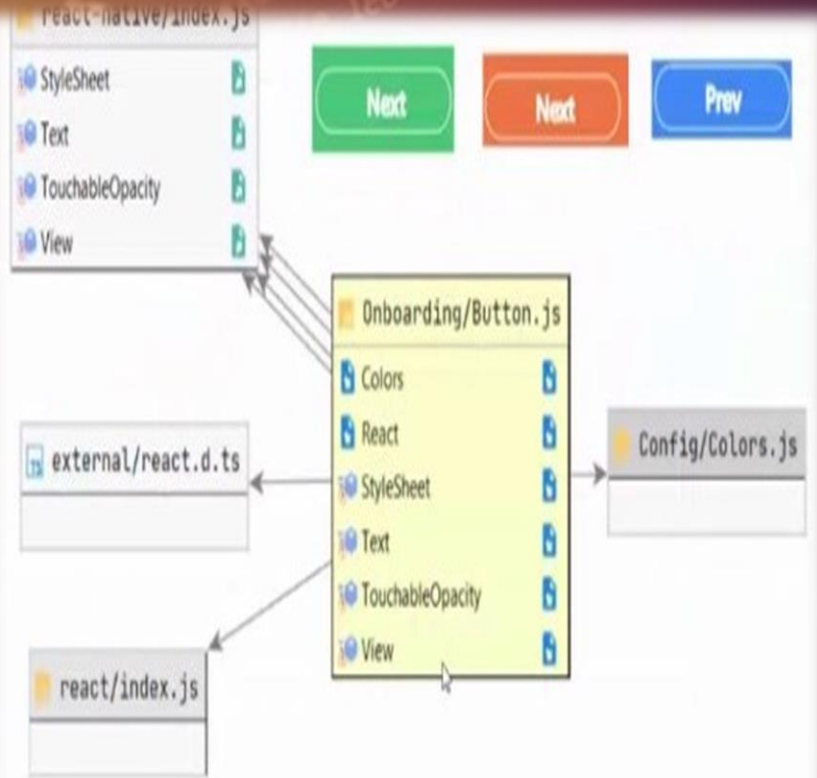 react-native/index.js
StyleSheet
Text
TouchableOpacity
View
Next
Next
Prev
Onboarding/Button.js
Colors
React
StyleSheet
Text
TouchableOpacity
View
external/react.d.ts
TS
react/index.js
Config/Colors.js